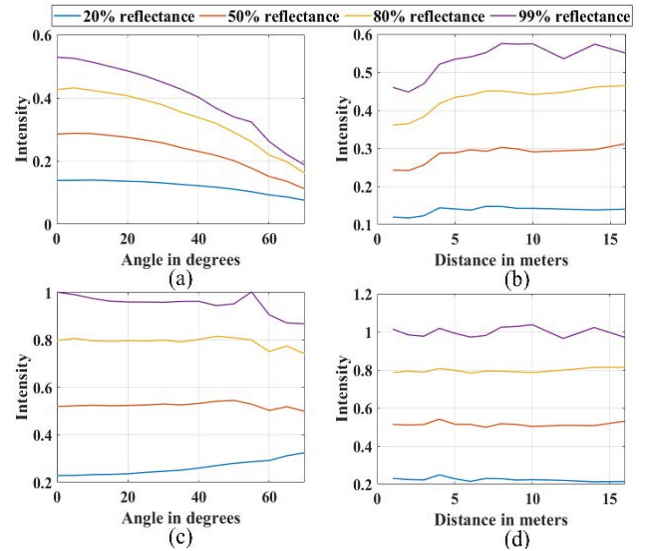 20% reflectance 50% reflectance 80% reflectance 99% reflectance
0.6
0.4
0.2
0
Intensity
0 20 40 60
Angle in degrees
(a)
0.6
0.5
0.4
0.3
0.2
0.1
Intensity
0 5 10 15
Distance in meters
(b)
1
0.8
0.6
0.4
0.2
Intensity
0 20 40 60
Angle in degrees
(c)
1.2
1
0.8
0.6
0.4
0.2
Intensity
0 5 10 15
Distance in meters
(d)